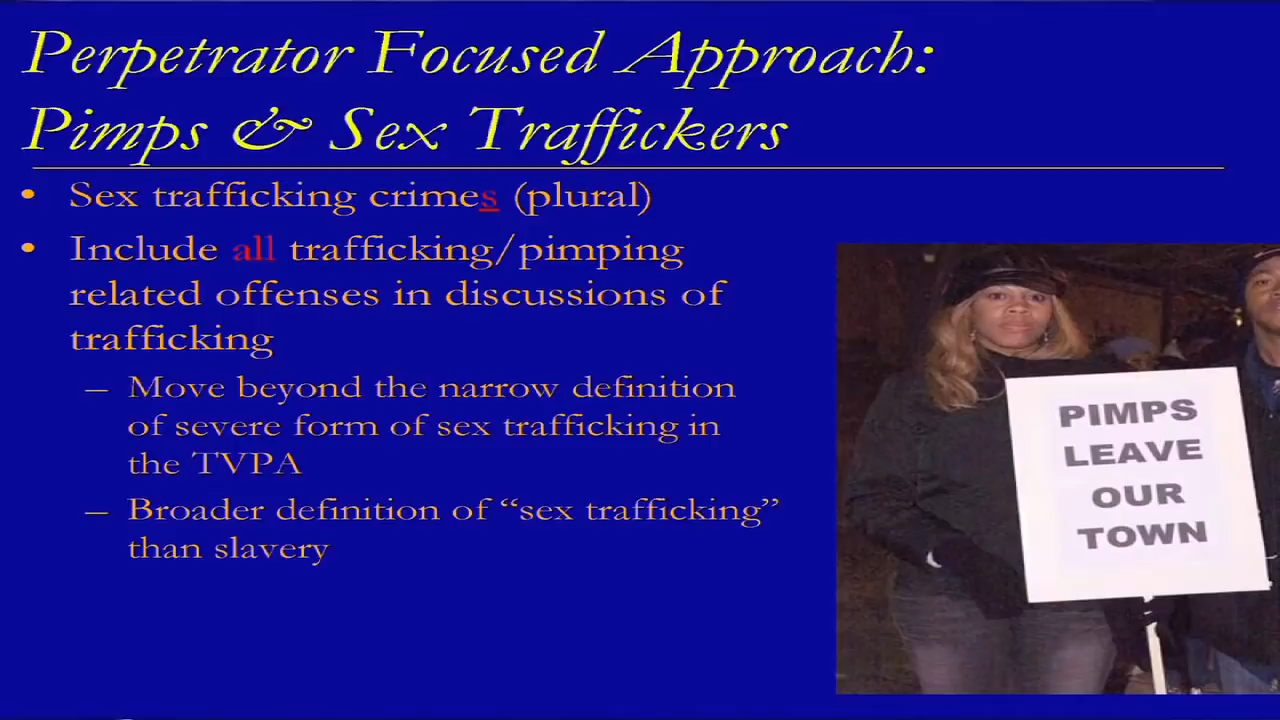 Perpetrator Focused Approach:
Pimps & Sex Traffickers
• Sex trafficking crimes (plural)
• Include all trafficking/pimping
related offenses in discussions of
trafficking
– Move beyond the narrow definition
of severe form of sex trafficking in
the TVPA
– Broader definition of “sex trafficking”
than slavery
PIMPS
LEAVE
OUR
TOWN